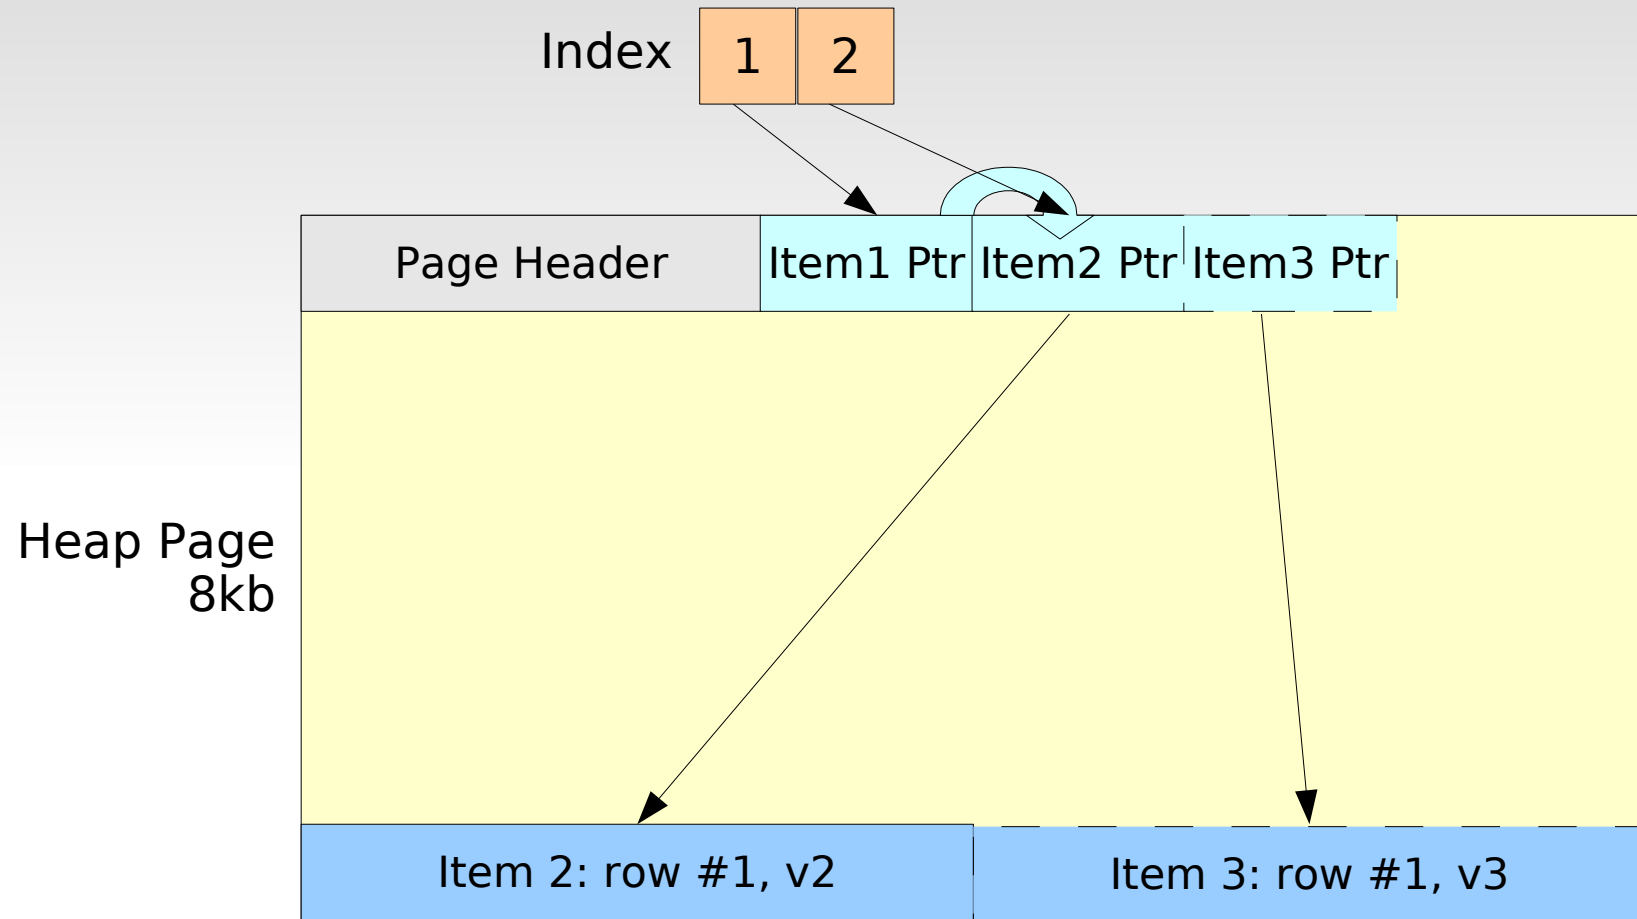 Index
1
2
Page Header
Item1 Ptr
Item2 Ptr
Item3 Ptr
Heap Page
8kb
Item 2: row #1, v2
Item 3: row #1, v3